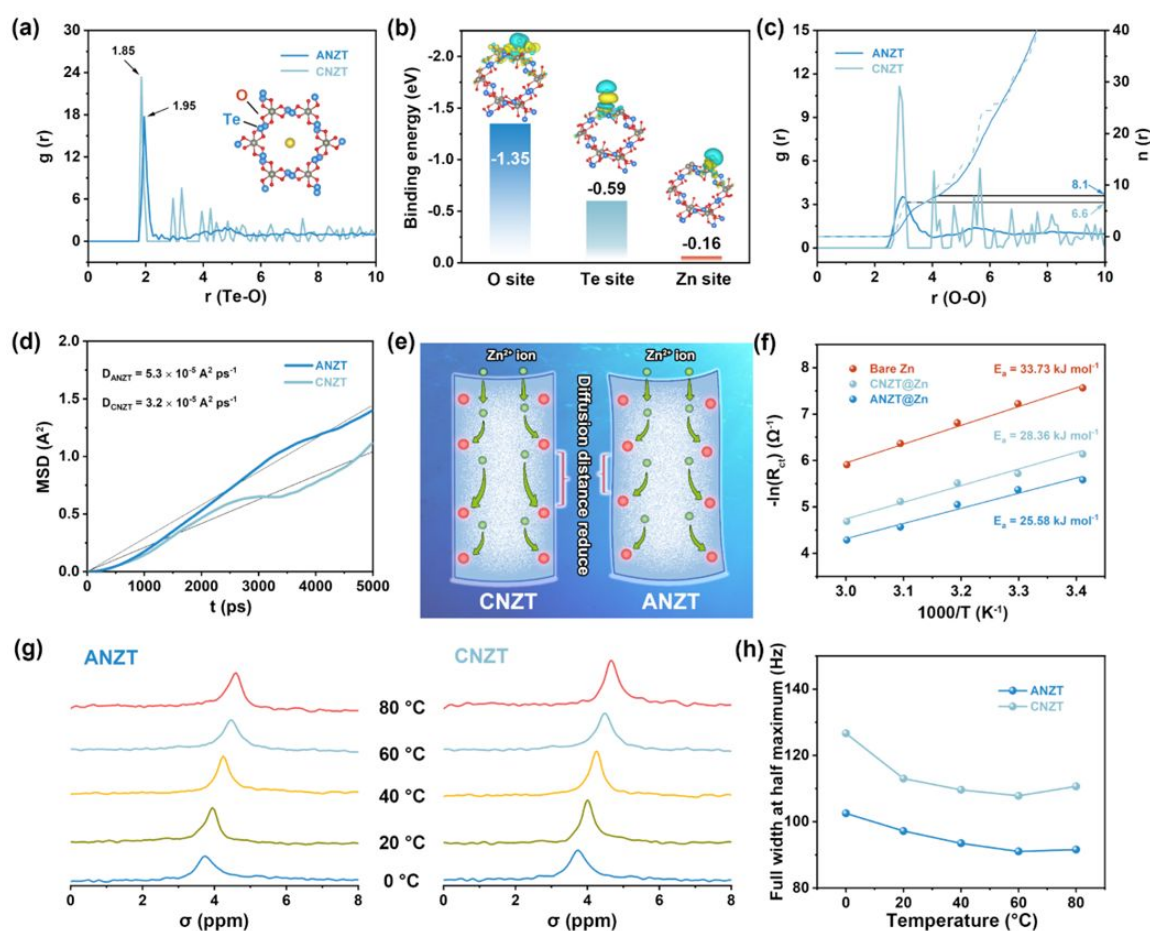 (a)
30
24
18
12
6
0
g (r)
1.85
1.95
ANZT
CNZT
O
Te
0 2 4 6 8 10
r (Te-O)
(b)
-2.0
-1.5
-1.0
-0.5
0.0
Binding energy (eV)
-1.35
-0.59
-0.16
O site Te site Zn site
(c)
15
12
9
6
3
0
g (r)
ANZT
CNZT
40
30
20
10
0
n (r)
8.1
6.6
0 2 4 6 8 10
r (O-O)
(d)
2.0
1.5
1.0
0.5
0.0
MSD (A²)
D_ANZT = 5.3 × 10⁻⁵ A² ps⁻¹
D_CNZT = 3.2 × 10⁻⁵ A² ps⁻¹
ANZT
CNZT
0 1000 2000 3000 4000 5000
t (ps)
(e)
Zn²⁺ ion
Zn²⁺ ion
Diffusion distance reduce
CNZT
ANZT
(f)
8
7
6
5
4
-ln(R_ct) (Ω⁻¹)
Bare Zn
CNZT@Zn
ANZT@Zn
E_a = 33.73 kJ mol⁻¹
E_a = 28.36 kJ mol⁻¹
E_a = 25.58 kJ mol⁻¹
3.0 3.1 3.2 3.3 3.4
1000/T (K⁻¹)
(g)
ANZT
CNZT
80 °C
60 °C
40 °C
20 °C
0 °C
0 2 4 6 8
σ (ppm)
0 2 4 6 8
σ (ppm)
(h)
140
120
100
80
Full width at half maximum (Hz)
ANZT
CNZT
0 20 40 60 80
Temperature (°C)